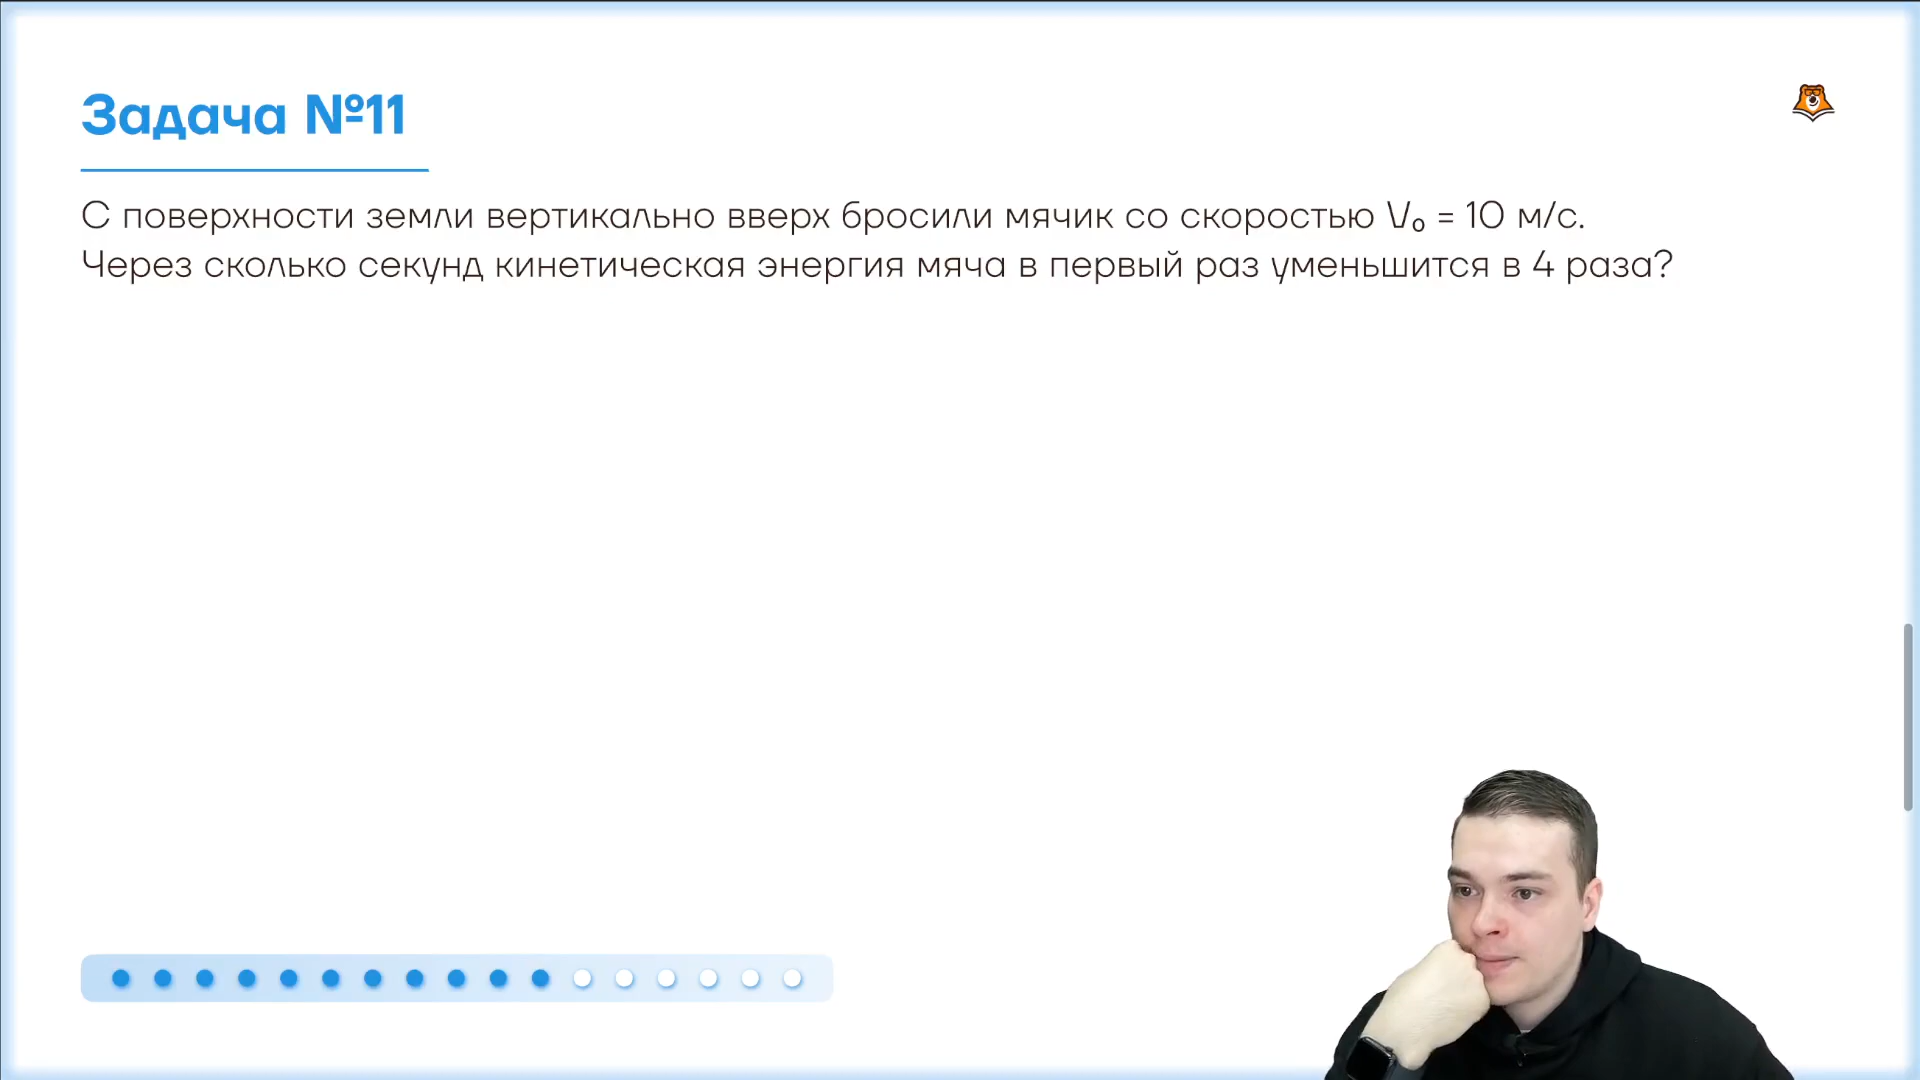 Задача №11
С поверхности земли вертикально вверх бросили мячик со скоростью V₀ = 10 м/с.
Через сколько секунд кинетическая энергия мяча в первый раз уменьшится в 4 раза?